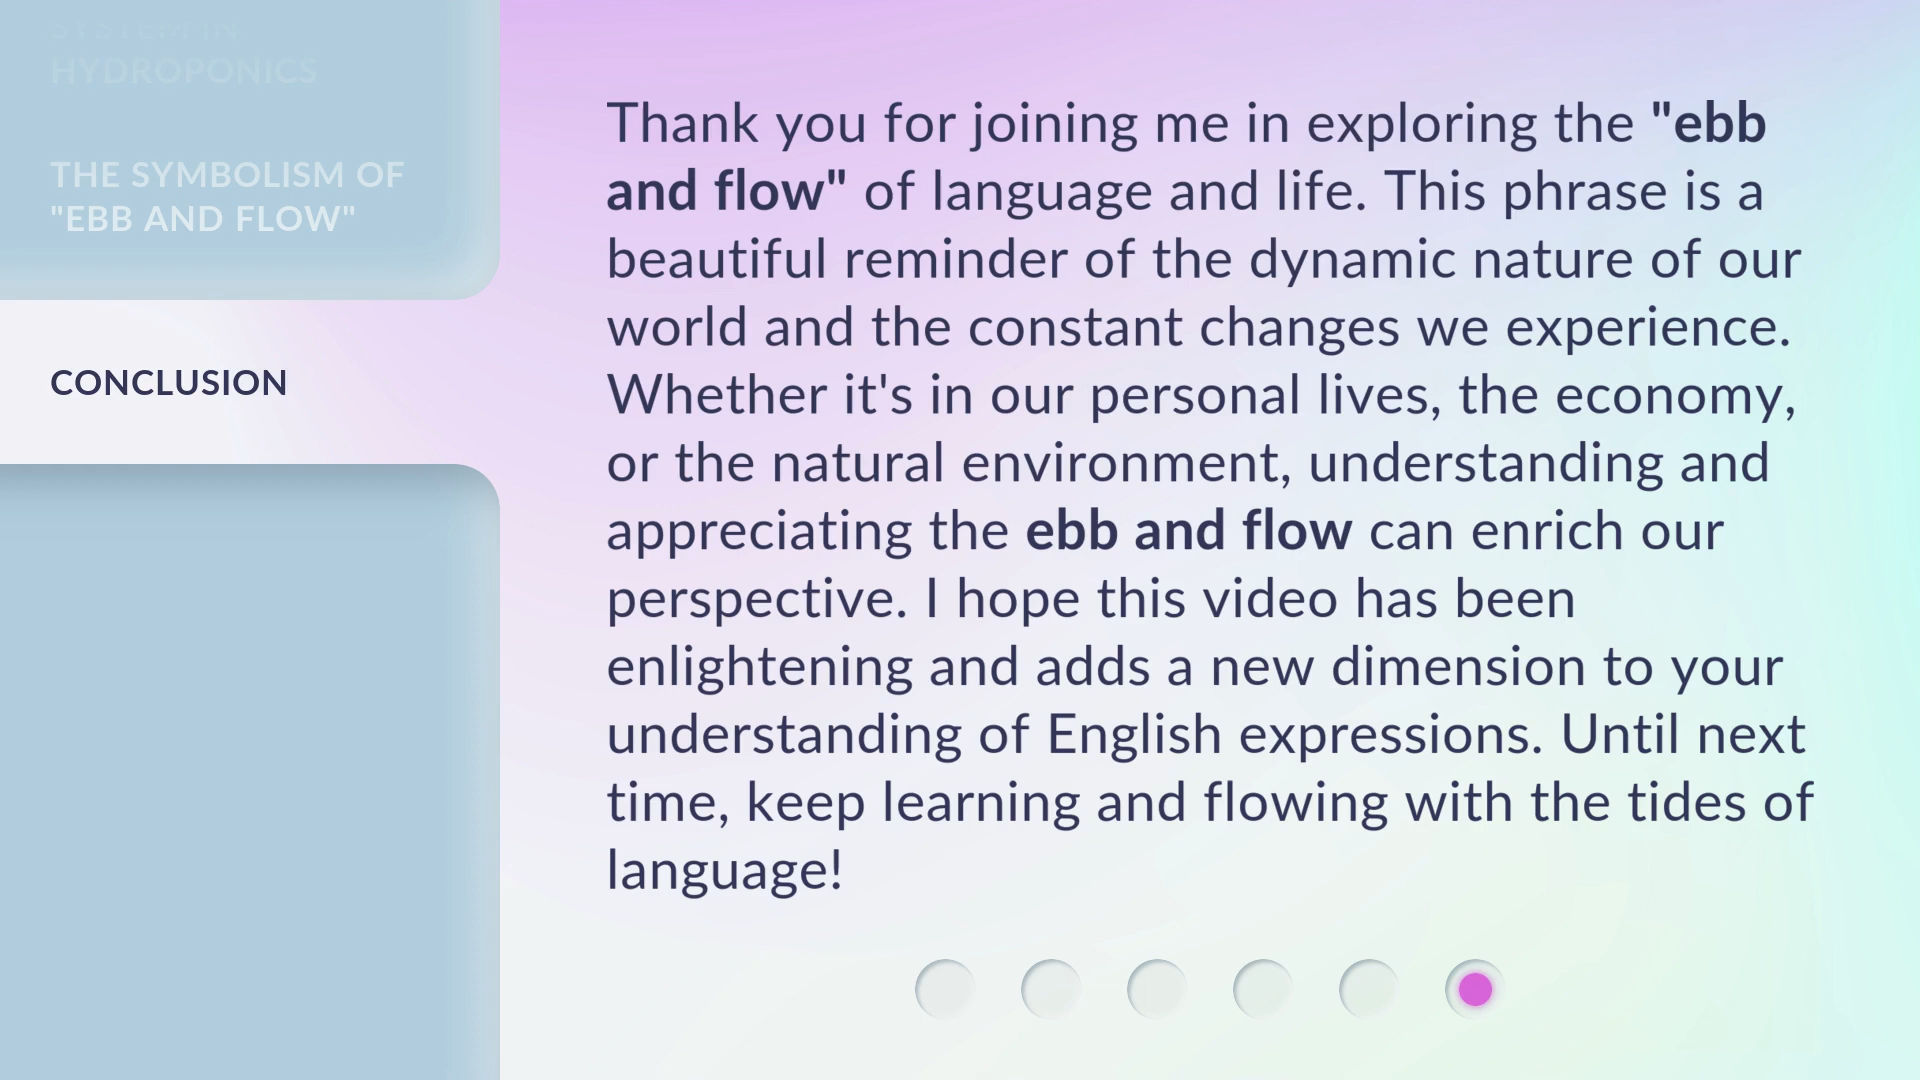 HYDROPONICS
THE SYMBOLISM OF
"EBB AND FLOW"
CONCLUSION
Thank you for joining me in exploring the "ebb
and flow" of language and life. This phrase is a
beautiful reminder of the dynamic nature of our
world and the constant changes we experience.
Whether it's in our personal lives, the economy,
or the natural environment, understanding and
appreciating the ebb and flow can enrich our
perspective. I hope this video has been
enlightening and adds a new dimension to your
understanding of English expressions. Until next
time, keep learning and flowing with the tides of
language!